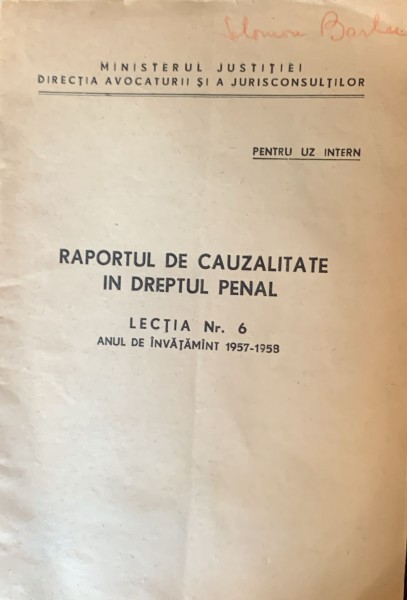 MINISTERUL JUSTIȚIEI
DIRECȚIA AVOCATURII ȘI A JURISCONSULȚILOR
PENTRU UZ INTERN
RAPORTUL DE CAUZALITATE
IN DREPTUL PENAL
LECȚIA Nr. 6
ANUL DE ÎNVĂȚĂMÎNT 1957-1958